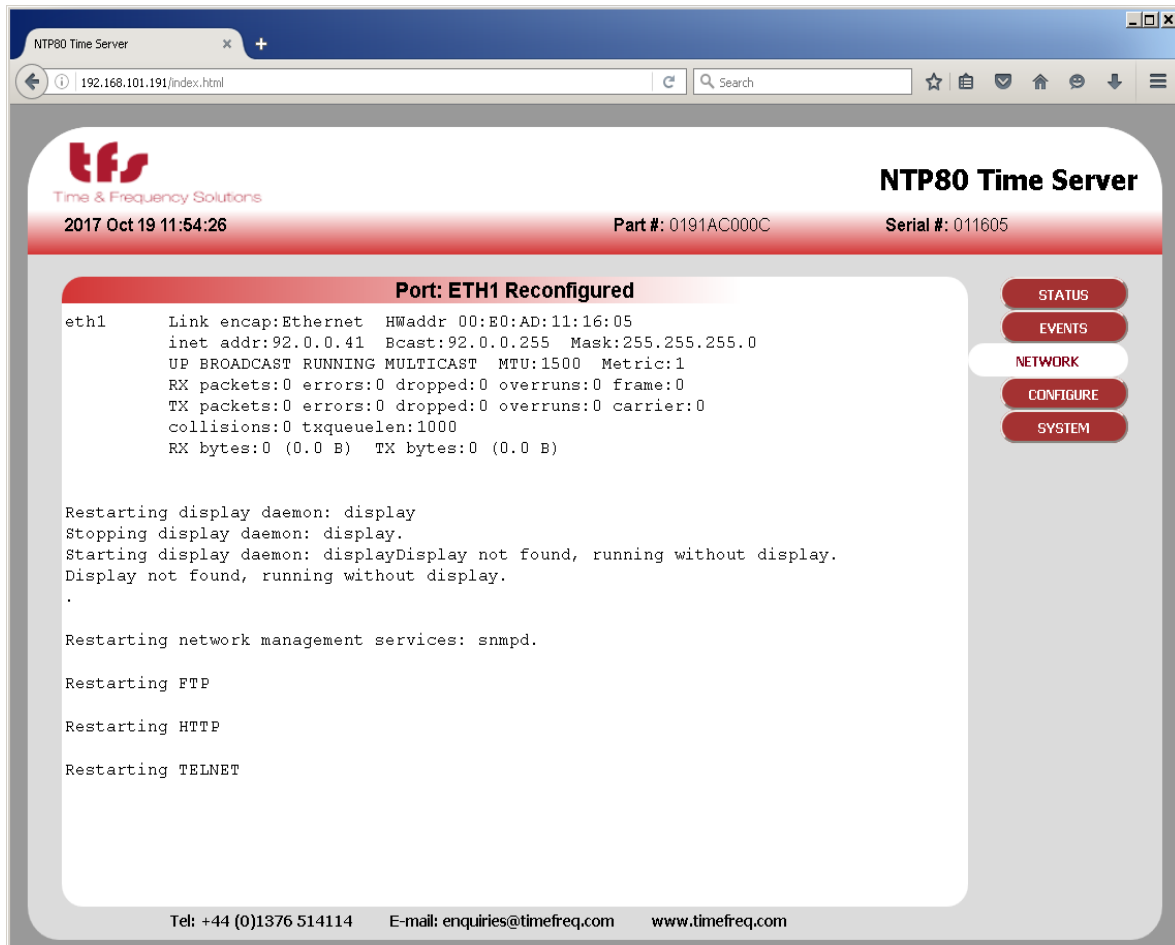 NTP80 Time Server
192.168.101.191/index.html
Search
tfs
Time & Frequency Solutions
NTP80 Time Server
2017 Oct 19 11:54:26 Part #: 0191AC000C Serial #: 011605
Port: ETH1 Reconfigured
eth1 Link encap:Ethernet HWaddr 00:E0:AD:11:16:05
inet addr:92.0.0.41 Bcast:92.0.0.255 Mask:255.255.255.0
UP BROADCAST RUNNING MULTICAST MTU:1500 Metric:1
RX packets:0 errors:0 dropped:0 overruns:0 frame:0
TX packets:0 errors:0 dropped:0 overruns:0 carrier:0
collisions:0 txqueuelen:1000
RX bytes:0 (0.0 B) TX bytes:0 (0.0 B)
Restarting display daemon: display
Stopping display daemon: display.
Starting display daemon: displayDisplay not found, running without display.
Display not found, running without display.
.
Restarting network management services: snmpd.
Restarting FTP
Restarting HTTP
Restarting TELNET
STATUS
EVENTS
NETWORK
CONFIGURE
SYSTEM
Tel: +44 (0)1376 514114 E-mail: enquiries@timefreq.com www.timefreq.com